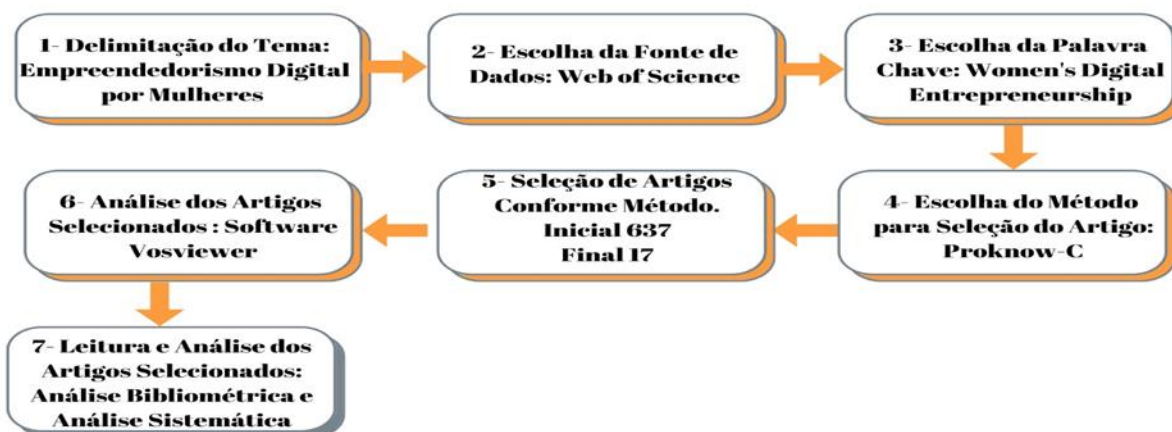 1- Delimitação do Tema:
Empreendedorismo Digital
por Mulheres
2- Escolha da Fonte de
Dados: Web of Science
3- Escolha da Palavra
Chave: Women's Digital
Entrepreneurship
4- Escolha do Método
para Seleção do Artigo:
Proknow-C
5- Seleção de Artigos
Conforme Método.
Inicial 637
Final 17
6- Análise dos Artigos
Selecionados : Software
Vosviewer
7- Leitura e Análise dos
Artigos Selecionados:
Análise Bibliométrica e
Análise Sistemática